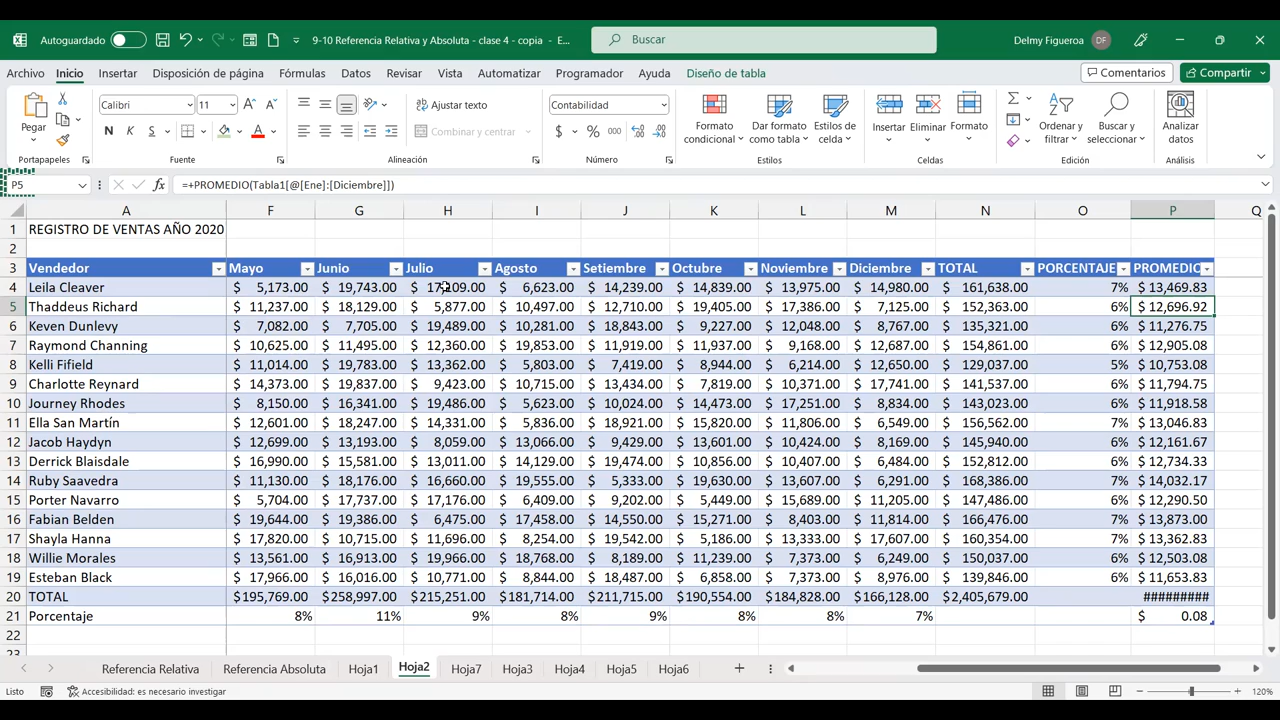 Autoguardado 9-10 Referencia Relativa y Absoluta - clase 4 - copia - E... Buscar Delmy Figueroa DF
Archivo Inicio Insertar Disposición de página Fórmulas Datos Revisar Vista Automatizar Programador Ayuda Diseño de tabla Comentarios Compartir
Calibri 11 Ajustar texto Contabilidad
Pegar N K S Combinar y centrar $ % 000 Formato condicional Dar formato como tabla Estilos de celda Insertar Eliminar Formato Ordenar y filtrar Buscar y seleccionar Analizar datos
Portapapeles Fuente Alineación Número Estilos Celdas Edición Análisis
P5 fx =+PROMEDIO(Tabla1[@[Ene]:[Diciembre]])
A F G H I J K L M N O P Q
1 REGISTRO DE VENTAS AÑO 2020
2
3 Vendedor Mayo Junio Julio Agosto Setiembre Octubre Noviembre Diciembre TOTAL PORCENTAJE PROMEDIO
4 Leila Cleaver $ 5,173.00 $ 19,743.00 $ 17,209.00 $ 6,623.00 $ 14,239.00 $ 14,839.00 $ 13,975.00 $ 14,980.00 $ 161,638.00 7% $ 13,469.83
5 Thaddeus Richard $ 11,237.00 $ 18,129.00 $ 5,877.00 $ 10,497.00 $ 12,710.00 $ 19,405.00 $ 17,386.00 $ 7,125.00 $ 152,363.00 6% $ 12,696.92
6 Keven Dunlevy $ 7,082.00 $ 7,705.00 $ 19,489.00 $ 10,281.00 $ 18,843.00 $ 9,227.00 $ 12,048.00 $ 8,767.00 $ 135,321.00 6% $ 11,276.75
7 Raymond Channing $ 10,625.00 $ 11,495.00 $ 12,360.00 $ 19,853.00 $ 11,919.00 $ 11,937.00 $ 9,168.00 $ 12,687.00 $ 154,861.00 6% $ 12,905.08
8 Kelli Fifield $ 11,014.00 $ 19,783.00 $ 13,362.00 $ 5,803.00 $ 7,419.00 $ 8,944.00 $ 6,214.00 $ 12,650.00 $ 129,037.00 5% $ 10,753.08
9 Charlotte Reynard $ 14,373.00 $ 19,837.00 $ 9,423.00 $ 10,715.00 $ 13,434.00 $ 7,819.00 $ 10,371.00 $ 17,741.00 $ 141,537.00 6% $ 11,794.75
10 Journey Rhodes $ 8,150.00 $ 16,341.00 $ 19,486.00 $ 5,623.00 $ 10,024.00 $ 14,473.00 $ 17,251.00 $ 8,834.00 $ 143,023.00 6% $ 11,918.58
11 Ella San Martín $ 12,601.00 $ 18,247.00 $ 14,331.00 $ 5,836.00 $ 18,921.00 $ 15,820.00 $ 11,806.00 $ 6,549.00 $ 156,562.00 7% $ 13,046.83
12 Jacob Haydyn $ 12,699.00 $ 13,193.00 $ 8,059.00 $ 13,066.00 $ 9,429.00 $ 13,601.00 $ 10,424.00 $ 8,169.00 $ 145,940.00 6% $ 12,161.67
13 Derrick Blaisdale $ 16,990.00 $ 15,581.00 $ 13,011.00 $ 14,129.00 $ 19,474.00 $ 10,856.00 $ 10,407.00 $ 6,484.00 $ 152,812.00 6% $ 12,734.33
14 Ruby Saavedra $ 11,130.00 $ 18,176.00 $ 16,660.00 $ 19,555.00 $ 5,333.00 $ 19,630.00 $ 13,607.00 $ 6,291.00 $ 168,386.00 7% $ 14,032.17
15 Porter Navarro $ 5,704.00 $ 17,737.00 $ 17,176.00 $ 6,409.00 $ 9,202.00 $ 5,449.00 $ 15,689.00 $ 11,205.00 $ 147,486.00 6% $ 12,290.50
16 Fabian Belden $ 19,644.00 $ 19,386.00 $ 6,475.00 $ 17,458.00 $ 14,550.00 $ 15,271.00 $ 8,403.00 $ 11,814.00 $ 166,476.00 7% $ 13,873.00
17 Shayla Hanna $ 17,820.00 $ 10,715.00 $ 11,696.00 $ 8,254.00 $ 19,542.00 $ 5,186.00 $ 13,333.00 $ 17,607.00 $ 160,354.00 7% $ 13,362.83
18 Willie Morales $ 13,561.00 $ 16,913.00 $ 19,966.00 $ 18,768.00 $ 8,189.00 $ 11,239.00 $ 7,373.00 $ 6,249.00 $ 150,037.00 6% $ 12,503.08
19 Esteban Black $ 17,966.00 $ 16,016.00 $ 10,771.00 $ 8,844.00 $ 18,487.00 $ 6,858.00 $ 7,373.00 $ 8,976.00 $ 139,846.00 6% $ 11,653.83
20 TOTAL $195,769.00 $258,997.00 $215,251.00 $181,714.00 $211,715.00 $190,554.00 $184,828.00 $166,128.00 $2,405,679.00 #########
21 Porcentaje 8% 11% 9% 8% 9% 8% 8% 7% $ 0.08
22
23
Referencia Relativa Referencia Absoluta Hoja1 Hoja2 Hoja7 Hoja3 Hoja4 Hoja5 Hoja6
Listo Accesibilidad: es necesario investigar 120%